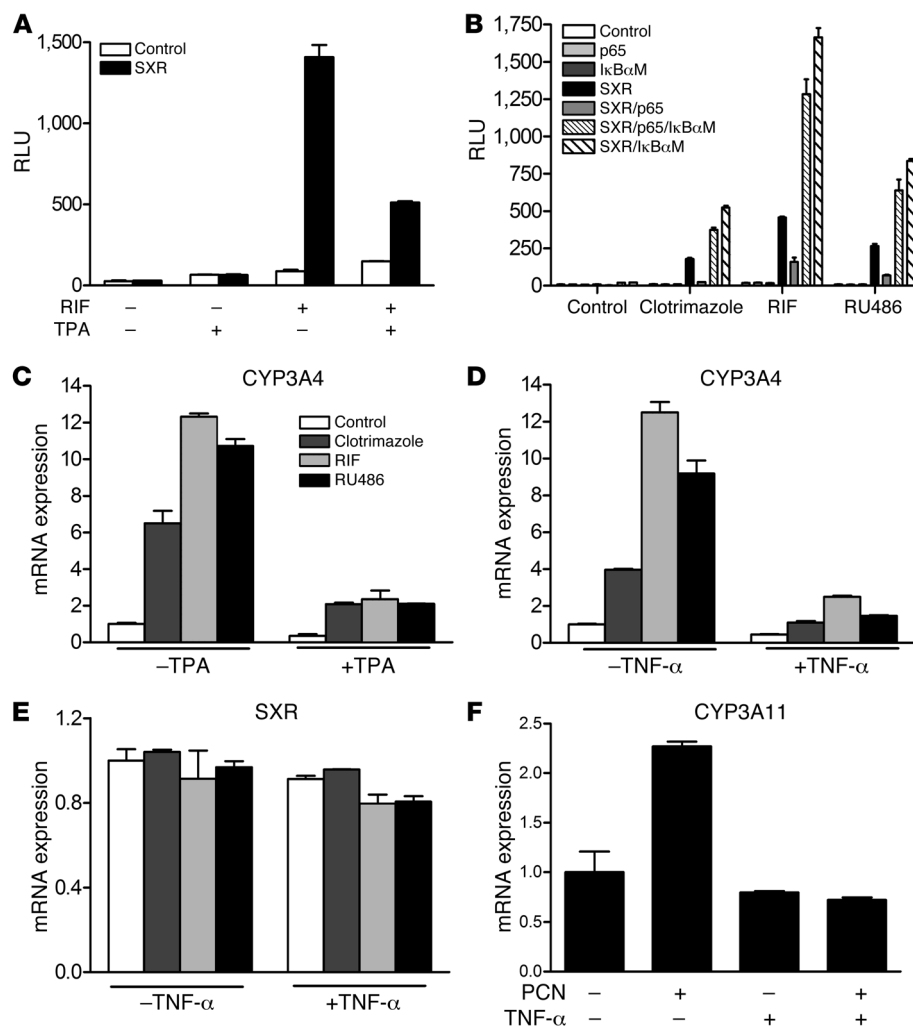 A
1,500
1,000
500
0
RLU
Control
SXR
RIF – – + +
TPA – + – +
B
1,750
1,500
1,250
1,000
750
500
250
0
RLU
Control
p65
IκBαM
SXR
SXR/p65
SXR/p65/IκBαM
SXR/IκBαM
Control Clotrimazole RIF RU486
C
CYP3A4
14
12
10
8
6
4
2
0
mRNA expression
Control
Clotrimazole
RIF
RU486
–TPA +TPA
D
CYP3A4
14
12
10
8
6
4
2
0
mRNA expression
–TNF-α +TNF-α
E
SXR
1.2
0.8
0.4
0.0
mRNA expression
–TNF-α +TNF-α
F
CYP3A11
2.5
2.0
1.5
1.0
0.5
0.0
mRNA expression
PCN – + – +
TNF-α – – + +